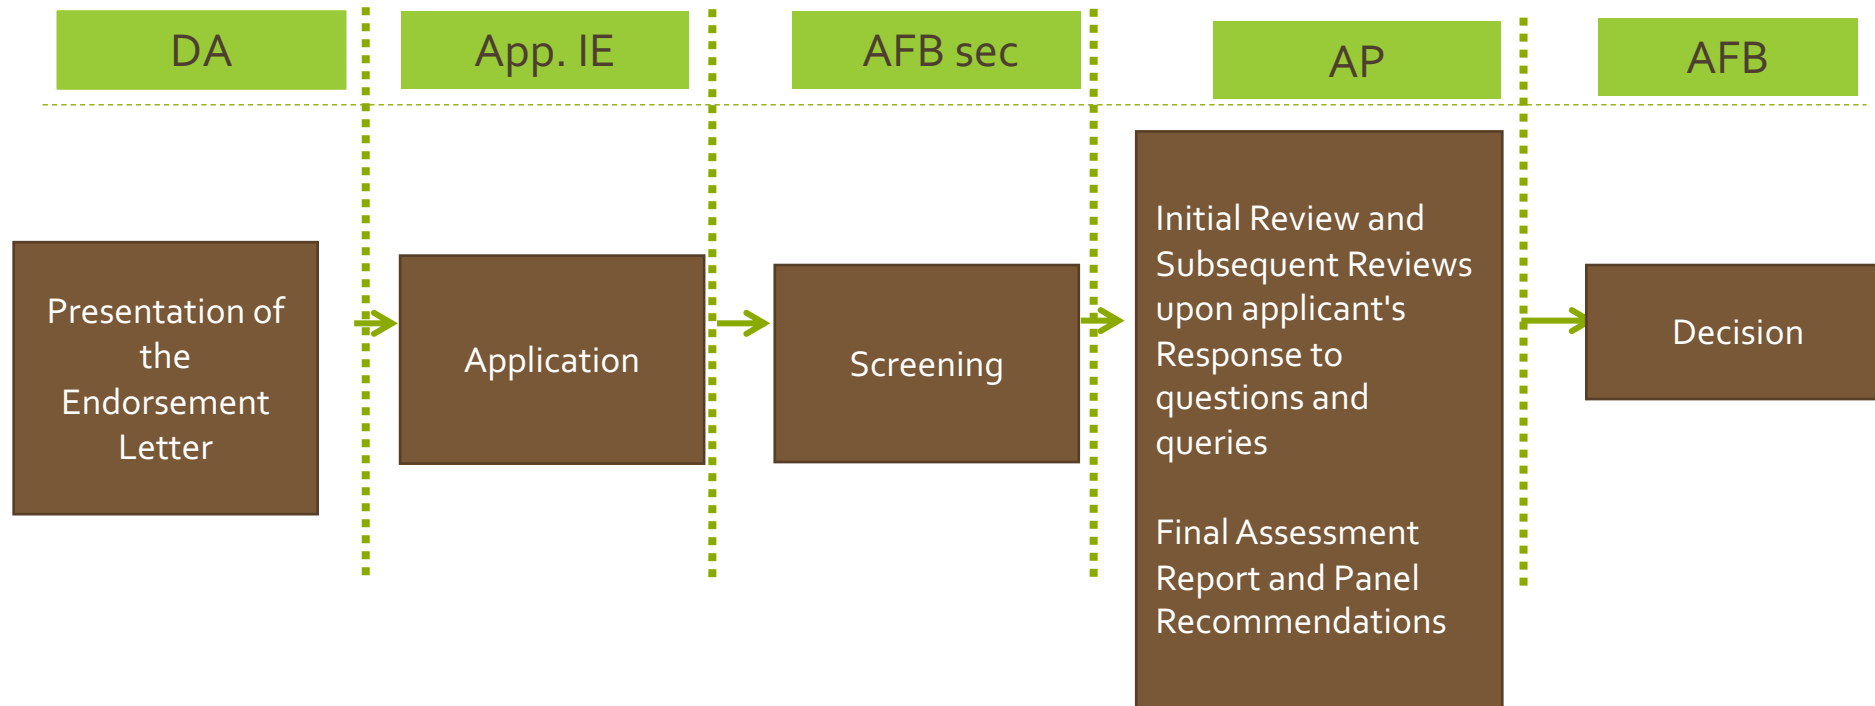 DA
App. IE
AFB sec
AP
AFB
Presentation of
the
Endorsement
Letter
Application
Screening
Initial Review and
Subsequent Reviews
upon applicant's
Response to
questions and
queries
Final Assessment
Report and Panel
Recommendations
Decision